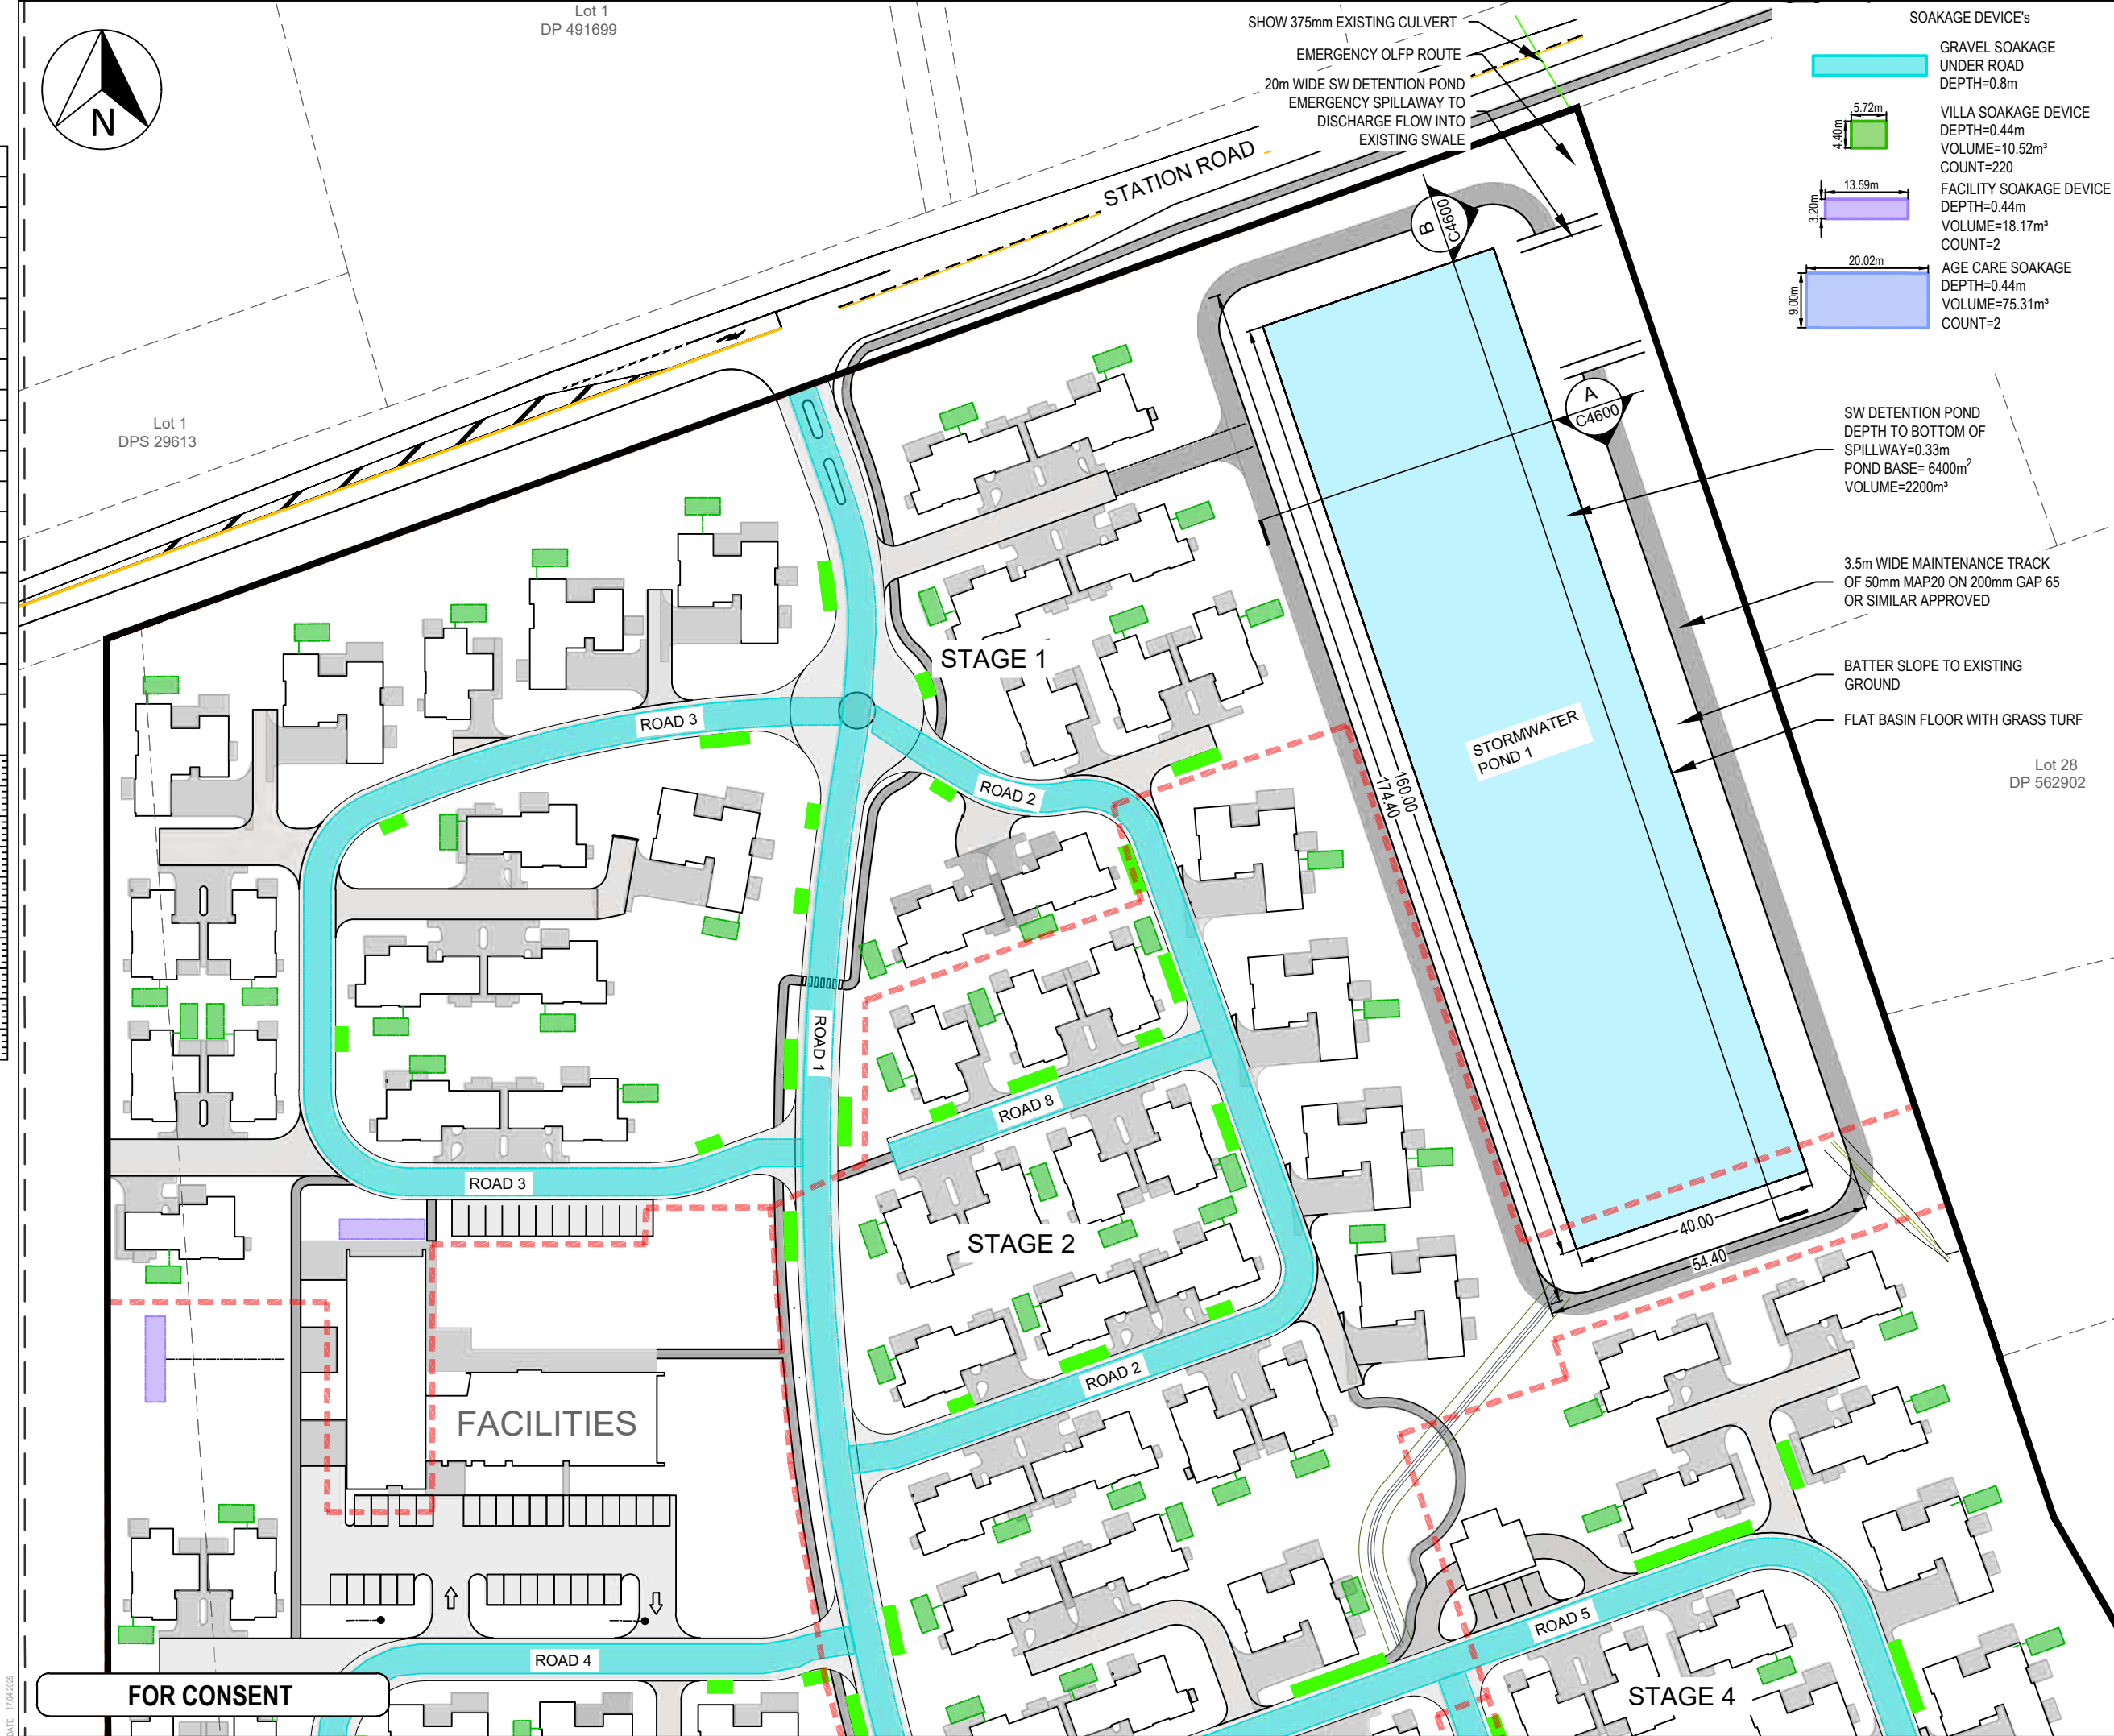 Lot 1
DP 491699
N
SHOW 375mm EXISTING CULVERT
EMERGENCY OLFP ROUTE
20m WIDE SW DETENTION POND
EMERGENCY SPILLAWAY TO
DISCHARGE FLOW INTO
EXISTING SWALE
STATION ROAD
SOAKAGE DEVICE's
GRAVEL SOAKAGE
UNDER ROAD
DEPTH=0.8m
5.72m
4.40m
VILLA SOAKAGE DEVICE
DEPTH=0.44m
VOLUME=10.52m³
COUNT=220
13.59m
3.20m
FACILITY SOAKAGE DEVICE
DEPTH=0.44m
VOLUME=18.17m³
COUNT=2
20.02m
9.00m
AGE CARE SOAKAGE
DEPTH=0.44m
VOLUME=75.31m³
COUNT=2
B
C4600
A
C4600
Lot 1
DPS 29613
SW DETENTION POND
DEPTH TO BOTTOM OF
SPILLWAY=0.33m
POND BASE= 6400m²
VOLUME=2200m³
3.5m WIDE MAINTENANCE TRACK
OF 50mm MAP20 ON 200mm GAP 65
OR SIMILAR APPROVED
BATTER SLOPE TO EXISTING
GROUND
FLAT BASIN FLOOR WITH GRASS TURF
Lot 28
DP 562902
STAGE 1
ROAD 3
ROAD 2
STORMWATER
POND 1
160.00
174.40
ROAD 1
ROAD 8
ROAD 3
STAGE 2
40.00
54.40
ROAD 2
FACILITIES
ROAD 5
ROAD 4
STAGE 4
FOR CONSENT
DATE: 17.04.2025